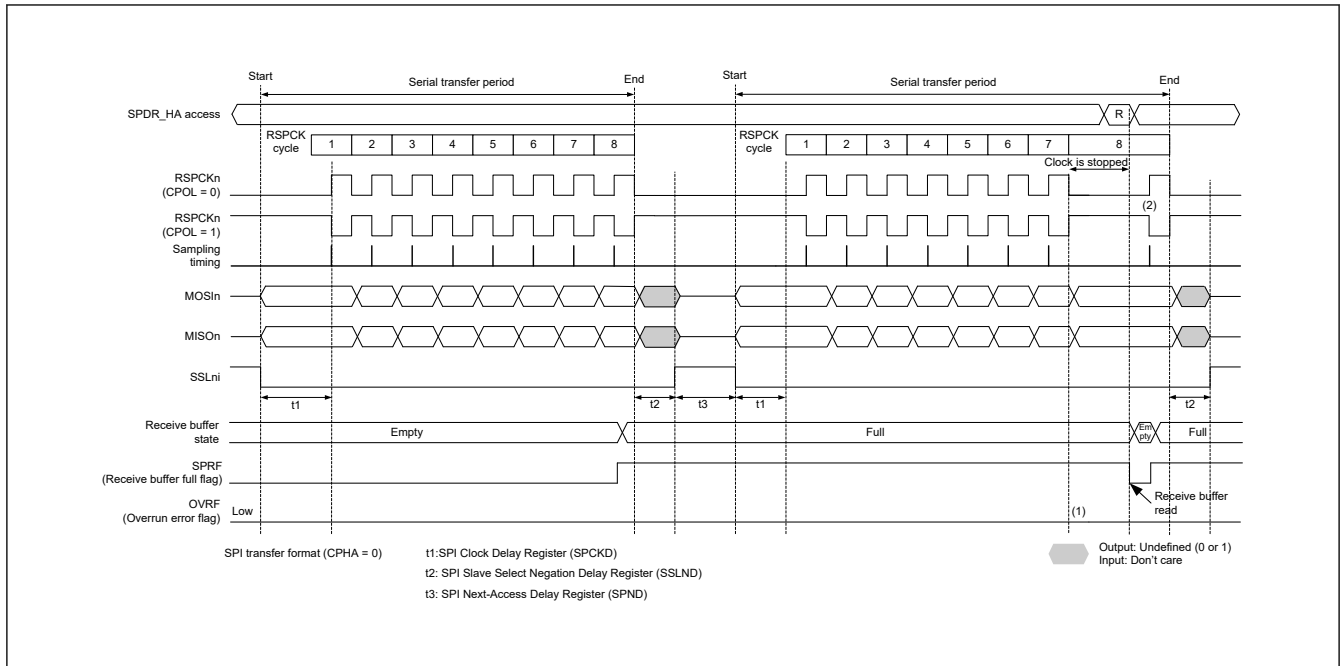 Start Serial transfer period End Start Serial transfer period End
SPDR_HA access R
RSPCK cycle 1 2 3 4 5 6 7 8 RSPCK cycle 1 2 3 4 5 6 7 8
Clock is stopped
RSPCKn
(CPOL = 0)
(2)
RSPCKn
(CPOL = 1)
Sampling
timing
MOSIn
MISOn
SSLni
t1 t2 t3 t1 t2
Receive buffer
state
Empty Full Em
pty Full
SPRF
(Receive buffer full flag)
Receive buffer
read
OVRF
(Overrun error flag)
Low (1)
SPI transfer format (CPHA = 0) t1:SPI Clock Delay Register (SPCKD)
t2: SPI Slave Select Negation Delay Register (SSLND)
t3: SPI Next-Access Delay Register (SPND)
Output: Undefined (0 or 1)
Input: Don't care